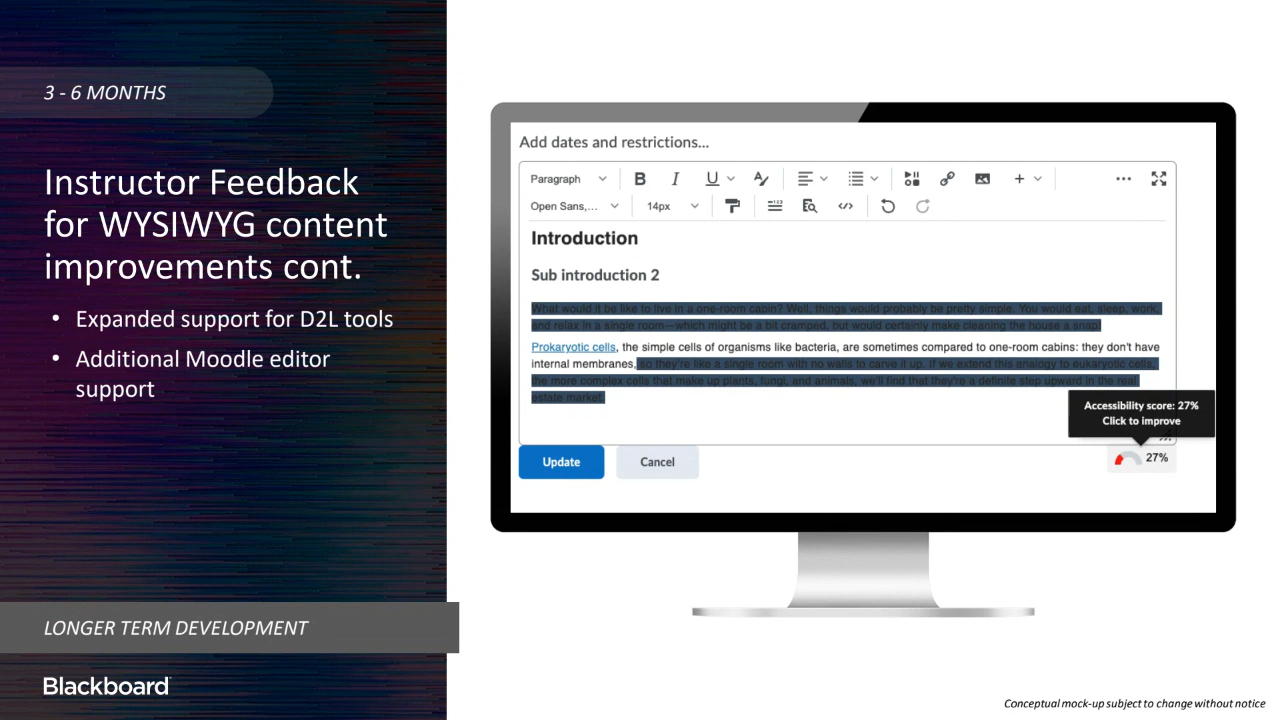 3 - 6 MONTHS
Instructor Feedback
for WYSIWYG content
improvements cont.
• Expanded support for D2L tools
• Additional Moodle editor
support
LONGER TERM DEVELOPMENT
Blackboard
Add dates and restrictions...
Paragraph
Open Sans,...
14px
Introduction
Sub introduction 2
What would it be like to live in a one-room cabin? Well, things would probably be pretty simple. You would eat, sleep, work,
and relax in a single room—which might be a bit cramped, but would certainly make cleaning the house a snap!
Prokaryotic cells, the simple cells of organisms like bacteria, are sometimes compared to one-room cabins: they don't have
internal membranes, so they're like a single room with no walls to carve it up. If we extend this analogy to eukaryotic cells,
the more complex cells that make up plants, fungi, and animals, we'll find that they're a definite step upward in the real
estate market.
Accessibility score: 27%
Click to improve
Update
Cancel
27%
Conceptual mock-up subject to change without notice